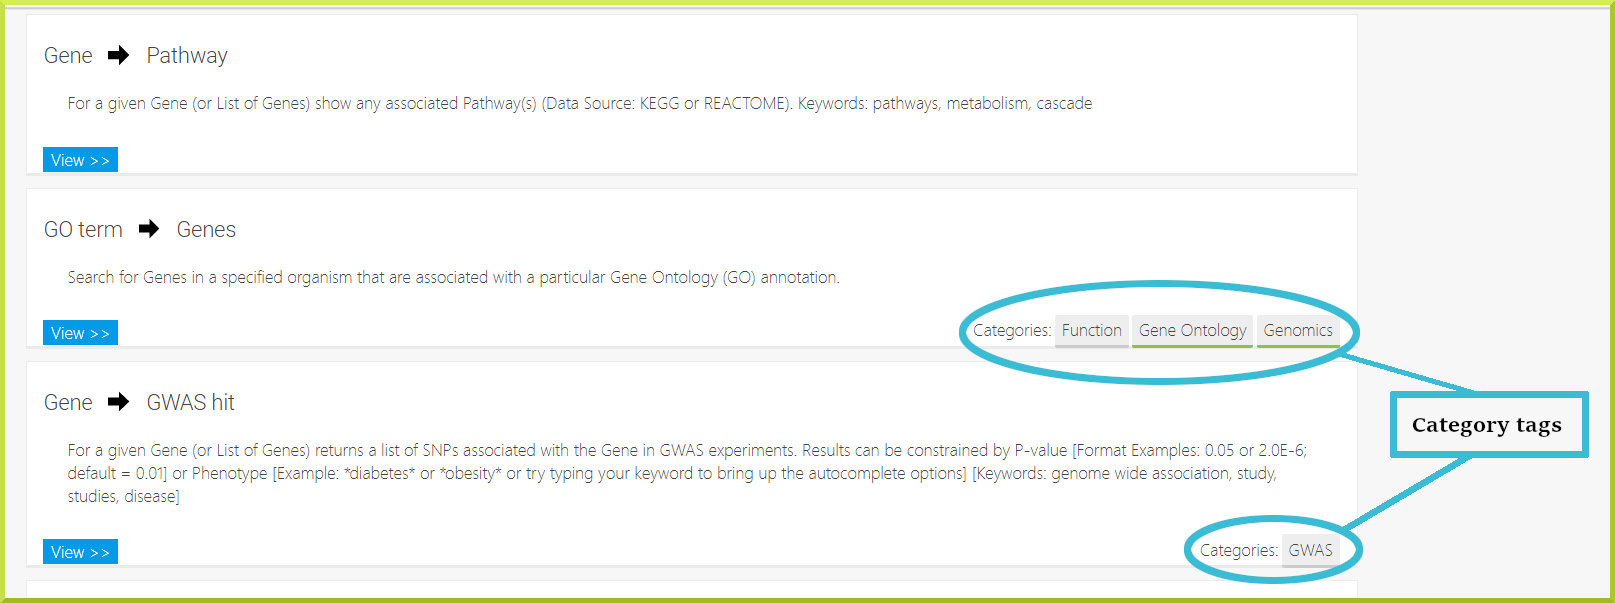 Gene ➡ Pathway
For a given Gene (or List of Genes) show any associated Pathway(s) (Data Source: KEGG or REACTOME). Keywords: pathways, metabolism, cascade
View >>
GO term ➡ Genes
Search for Genes in a specified organism that are associated with a particular Gene Ontology (GO) annotation.
View >>
Categories: Function Gene Ontology Genomics
Gene ➡ GWAS hit
Category tags
For a given Gene (or List of Genes) returns a list of SNPs associated with the Gene in GWAS experiments. Results can be constrained by P-value [Format Examples: 0.05 or 2.0E-6;
default = 0.01] or Phenotype [Example: *diabetes* or *obesity* or try typing your keyword to bring up the autocomplete options] [Keywords: genome wide association, study,
studies, disease]
View >>
Categories: GWAS